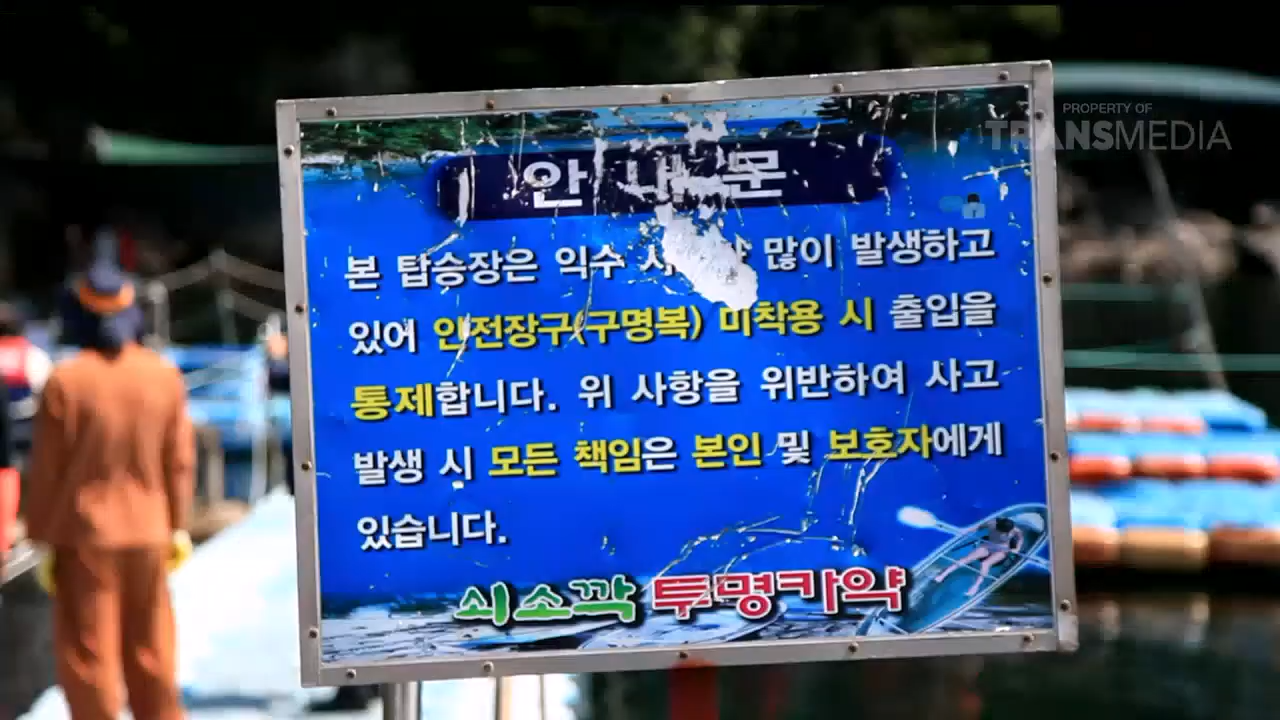 PROPERTY OF
TRANSMEDIA
안내문
본 탑승장은 익수 많이 발생하고
있어 안전장구(구명복) 미착용 시 출입을
통제합니다. 위 사항을 위반하여 사고
발생 시 모든 책임은 본인 및 보호자에게
있습니다.
쇠소깍 투명카약